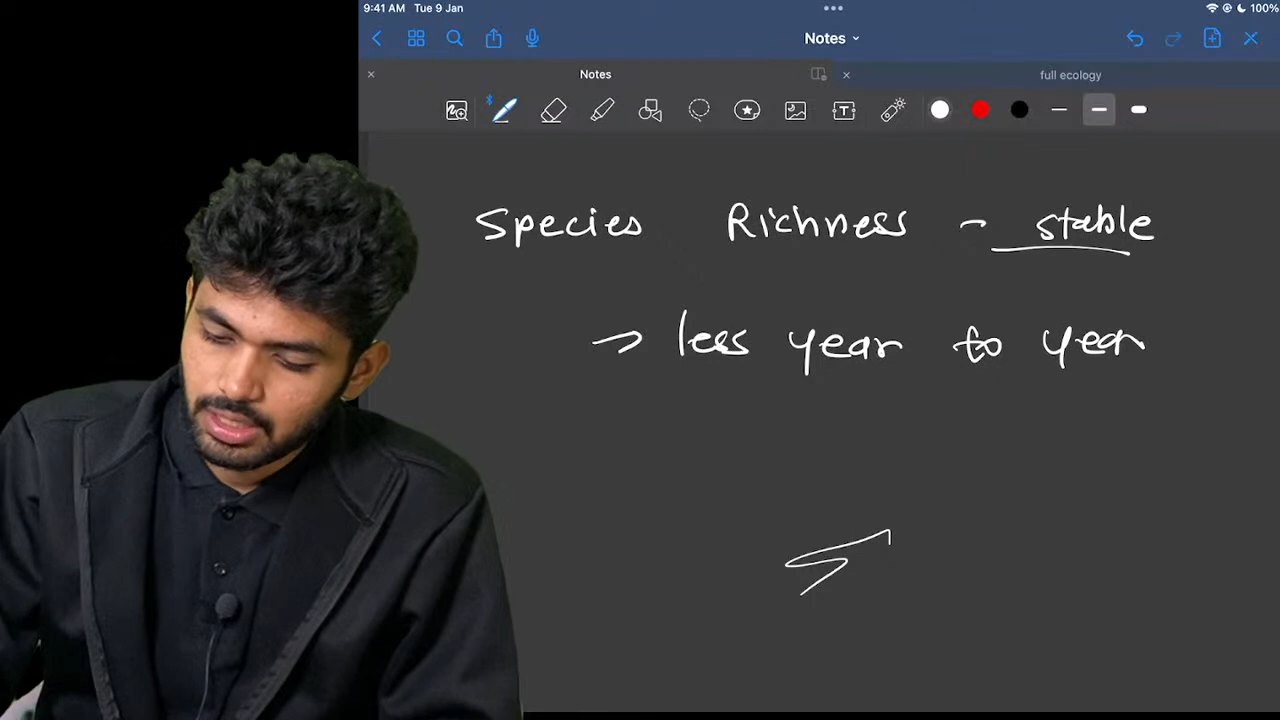 9:41 AM Tue 9 Jan
100%
Notes
Notes
full ecology
T
Species Richness - stable
→ less year to year